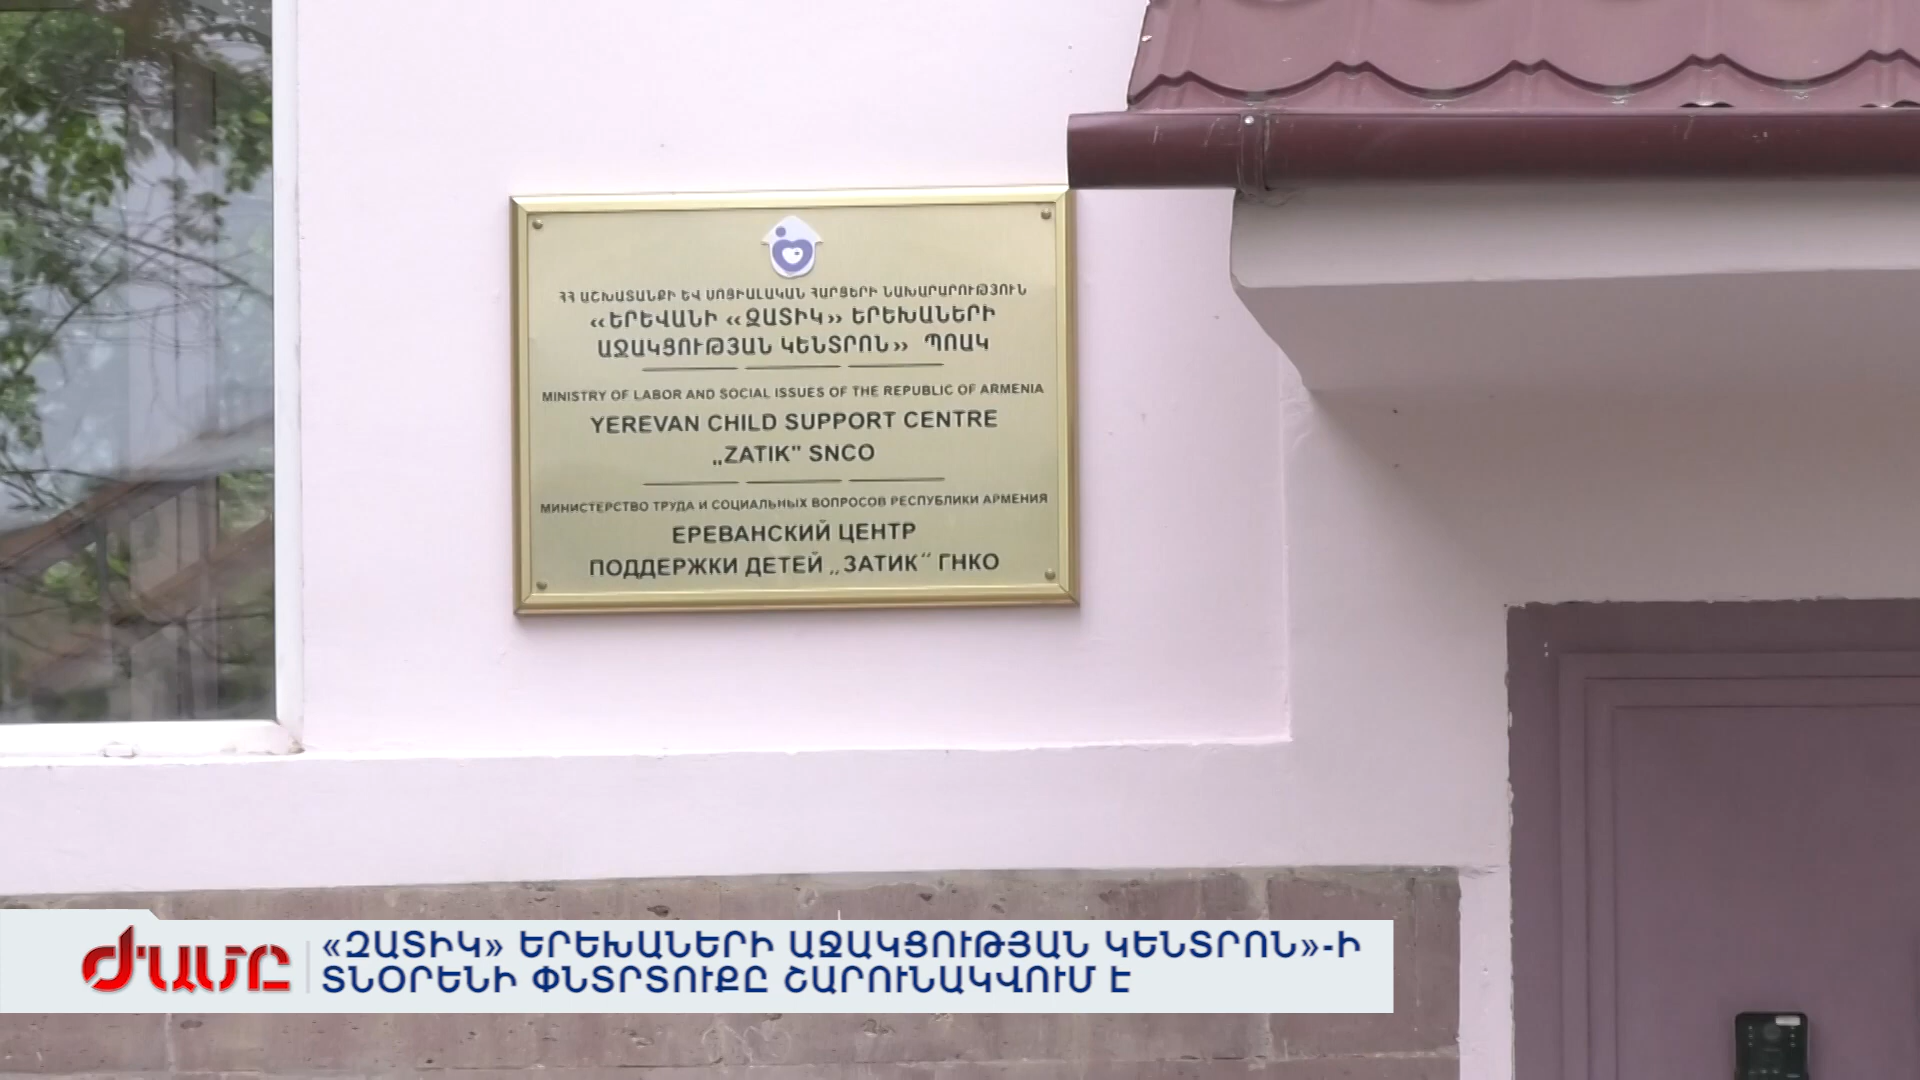 ՀՀ ԱՇԽԱՏԱՆՔԻ ԵՎ ՍՈՑԻԱԼԱԿԱՆ ՀԱՐՑԵՐԻ ՆԱԽԱՐԱՐՈՒԹՅՈՒՆ
«ԵՐԵՎԱՆԻ «ԶԱՏԻԿ» ԵՐԵԽԱՆԵՐԻ
ԱՋԱԿՑՈՒԹՅԱՆ ԿԵՆՏՐՈՆ» ՊՈԱԿ
MINISTRY OF LABOR AND SOCIAL ISSUES OF THE REPUBLIC OF ARMENIA
YEREVAN CHILD SUPPORT CENTRE
„ZATIK” SNCO
МИНИСТЕРСТВО ТРУДА И СОЦИАЛЬНЫХ ВОПРОСОВ РЕСПУБЛИКИ АРМЕНИЯ
ЕРЕВАНСКИЙ ЦЕНТР
ПОДДЕРЖКИ ДЕТЕЙ „ЗАТИК“ ГНКО
ԺԱՄԸ
«ԶԱՏԻԿ» ԵՐԵԽԱՆԵՐԻ ԱՋԱԿՑՈՒԹՅԱՆ ԿԵՆՏՐՈՆ»-Ի
ՏՆՕՐԵՆԻ ՓՆՏՐՏՈՒՔԸ ՇԱՐՈՒՆԱԿՎՈՒՄ Է